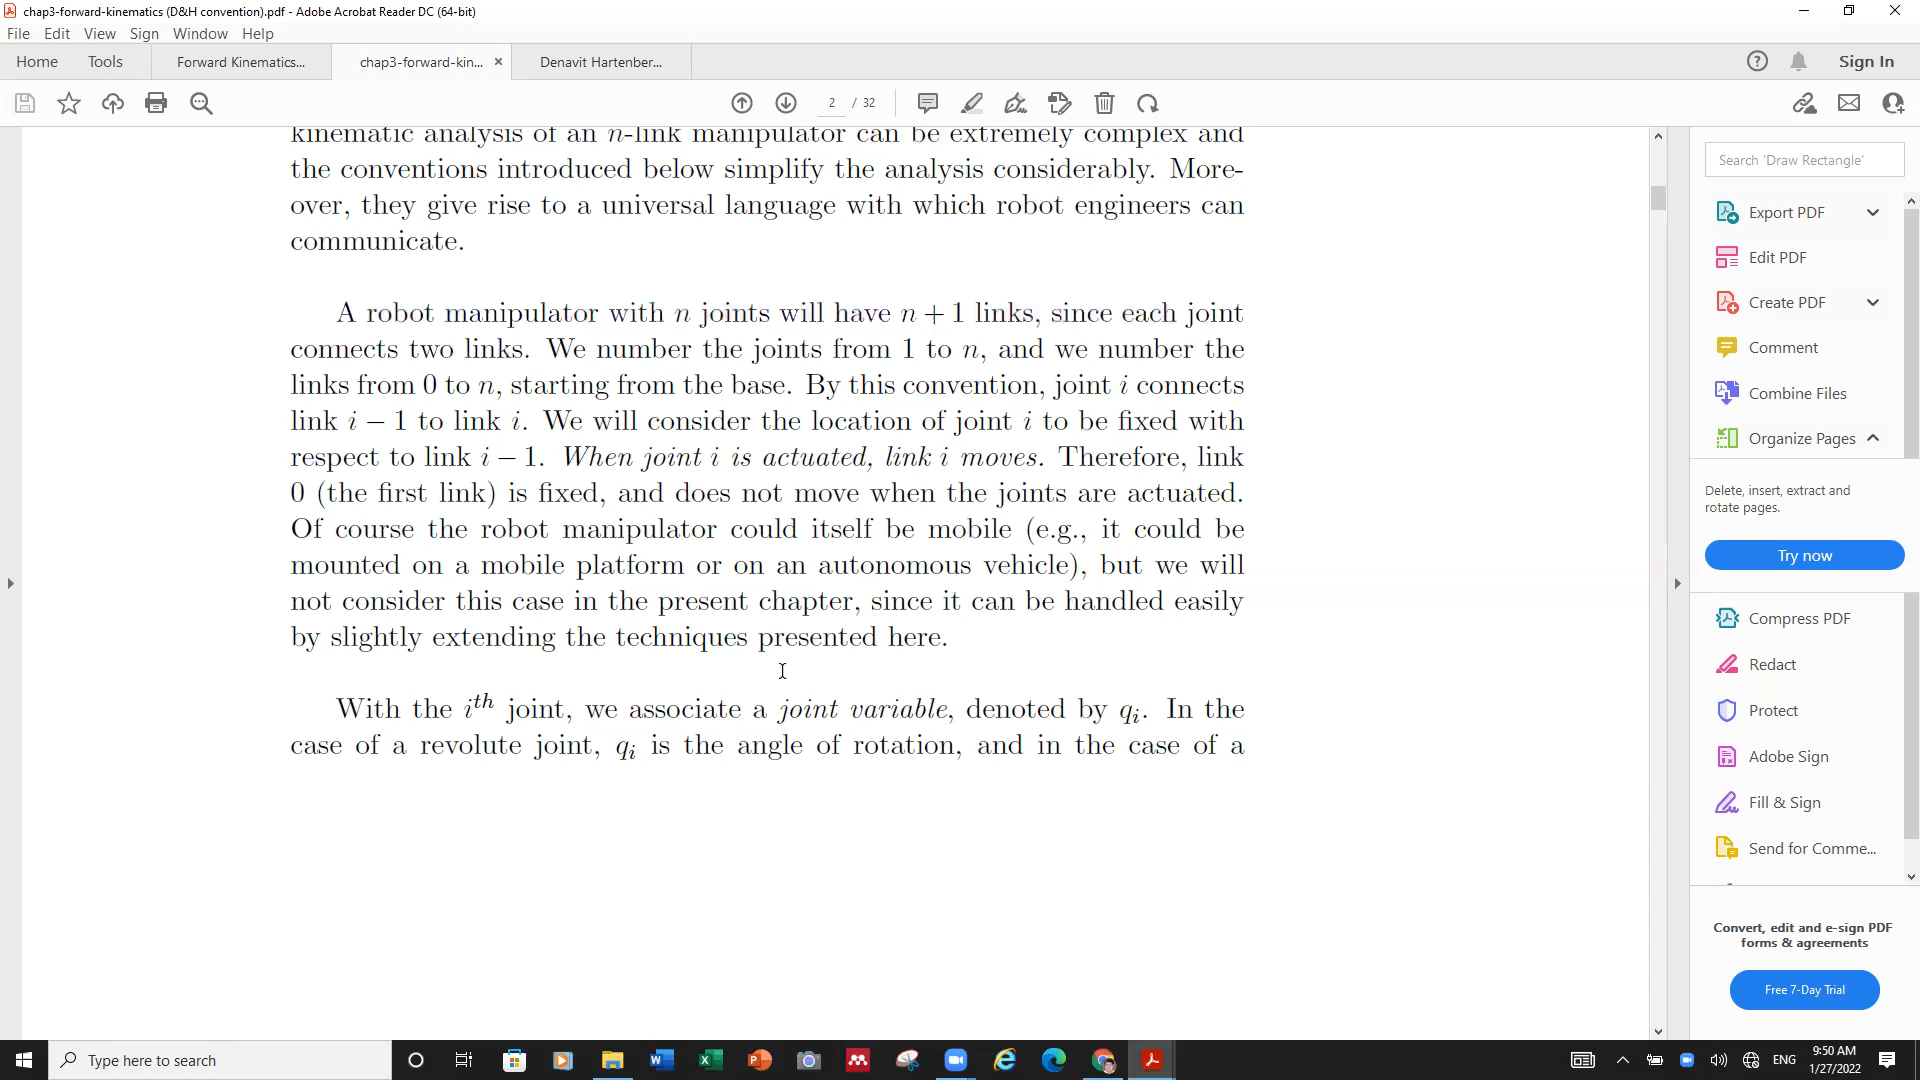 chap3-forward-kinematics (D&H convention).pdf - Adobe Acrobat Reader DC (64-bit)
File Edit View Sign Window Help
Home Tools Forward Kinematics... chap3-forward-kin... Denavit Hartenber... Sign In
2 / 32
kinematic analysis of an n-link manipulator can be extremely complex and
the conventions introduced below simplify the analysis considerably. More-
over, they give rise to a universal language with which robot engineers can
communicate.
A robot manipulator with n joints will have n + 1 links, since each joint
connects two links. We number the joints from 1 to n, and we number the
links from 0 to n, starting from the base. By this convention, joint i connects
link i − 1 to link i. We will consider the location of joint i to be fixed with
respect to link i − 1. When joint i is actuated, link i moves. Therefore, link
0 (the first link) is fixed, and does not move when the joints are actuated.
Of course the robot manipulator could itself be mobile (e.g., it could be
mounted on a mobile platform or on an autonomous vehicle), but we will
not consider this case in the present chapter, since it can be handled easily
by slightly extending the techniques presented here.
With the i^th joint, we associate a joint variable, denoted by q_i. In the
case of a revolute joint, q_i is the angle of rotation, and in the case of a
Search 'Draw Rectangle'
Export PDF
Edit PDF
Create PDF
Comment
Combine Files
Organize Pages
Delete, insert, extract and
rotate pages.
Try now
Compress PDF
Redact
Protect
Adobe Sign
Fill & Sign
Send for Comme...
Convert, edit and e-sign PDF
forms & agreements
Free 7-Day Trial
Type here to search
ENG
9:50 AM
1/27/2022